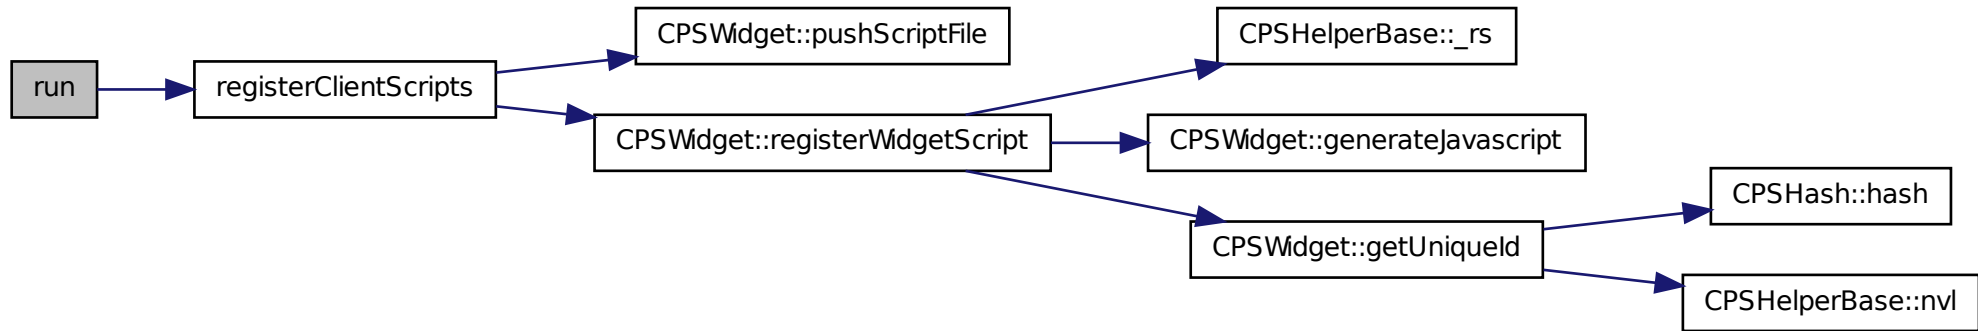 run
registerClientScripts
CPSWidget::pushScriptFile
CPSWidget::registerWidgetScript
CPSHelperBase::_rs
CPSWidget::generateJavascript
CPSWidget::getUniqueId
CPSHash::hash
CPSHelperBase::nvl